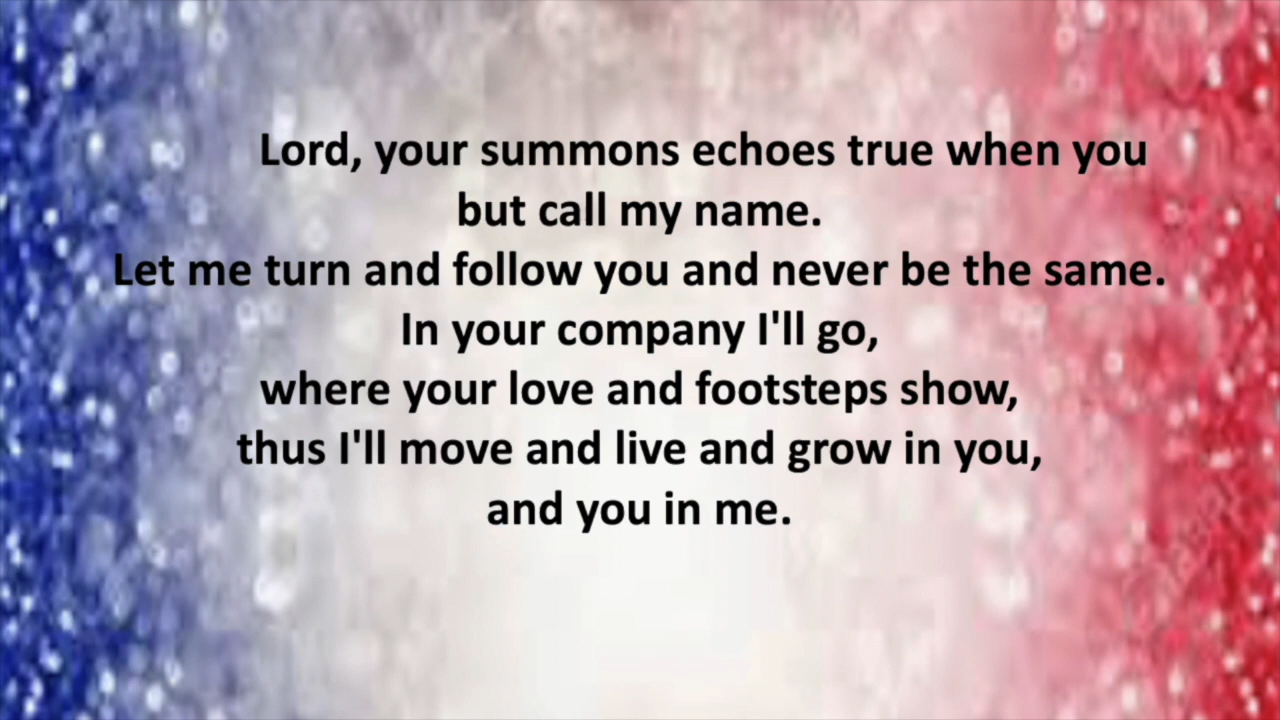 Lord, your summons echoes true when you
but call my name.
Let me turn and follow you and never be the same.
In your company I'll go,
where your love and footsteps show,
thus I'll move and live and grow in you,
and you in me.